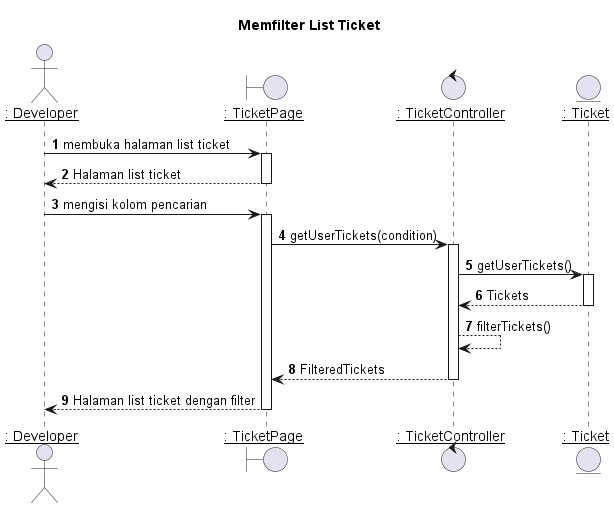 Memfilter List Ticket
: Developer : TicketPage : TicketController : Ticket
1 membuka halaman list ticket
2 Halaman list ticket
3 mengisi kolom pencarian
4 getUserTickets(condition)
5 getUserTickets()
6 Tickets
7 filterTickets()
8 FilteredTickets
9 Halaman list ticket dengan filter
: Developer : TicketPage : TicketController : Ticket